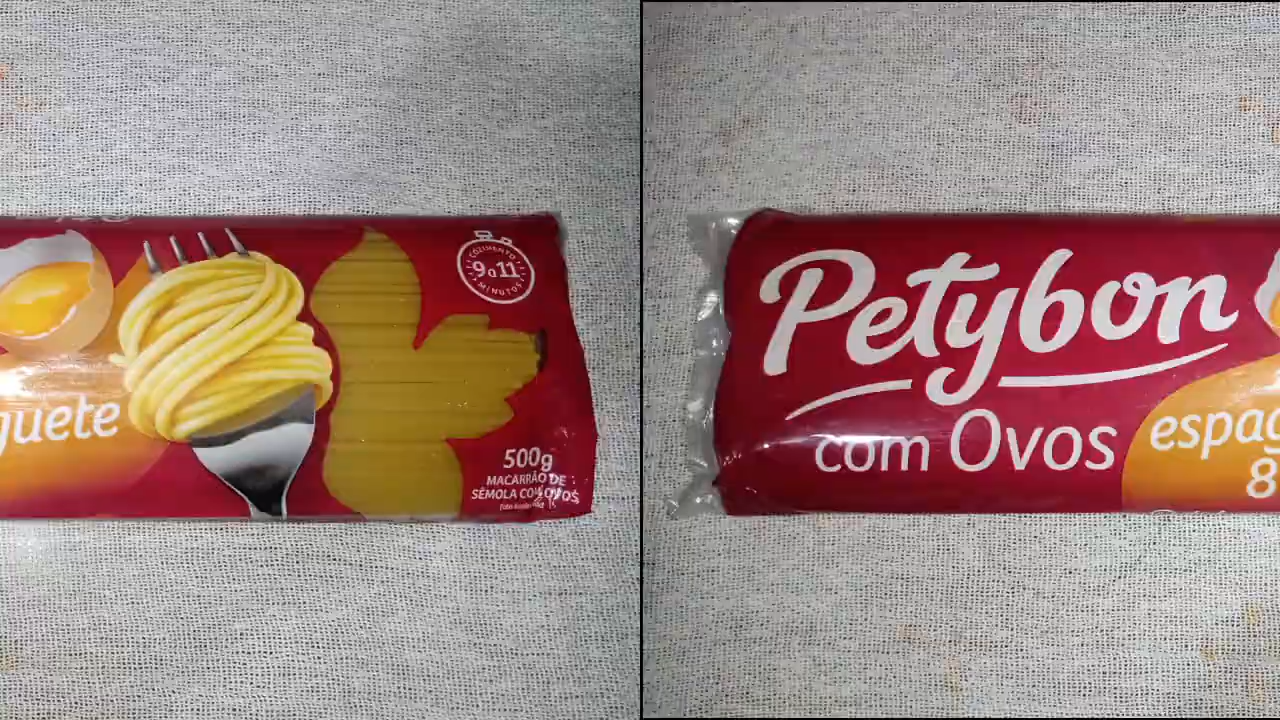 COZIMENTO
9 a 11
MINUTOS
guete
500g
MACARRÃO DE
SÊMOLA COM OVOS
Petybon
com Ovos
espag
8